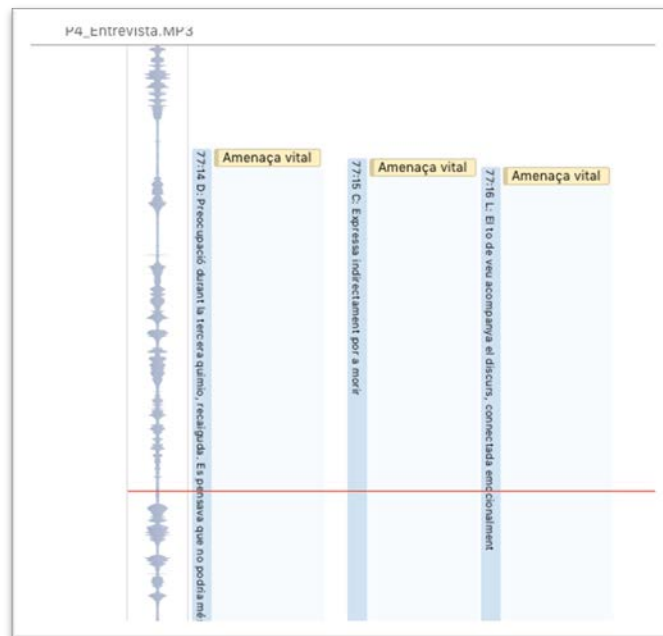 P4_Entrevista.MP3
77:14 D: Preocupació durant la tercera quimio, recaiguda. Es pensava que no podria mé
Amenaça vital
77:15 C: Expressa indirectament por a morir
Amenaça vital
77:16 L: El to de veu acompanya el discurs, connectada emocionalment
Amenaça vital